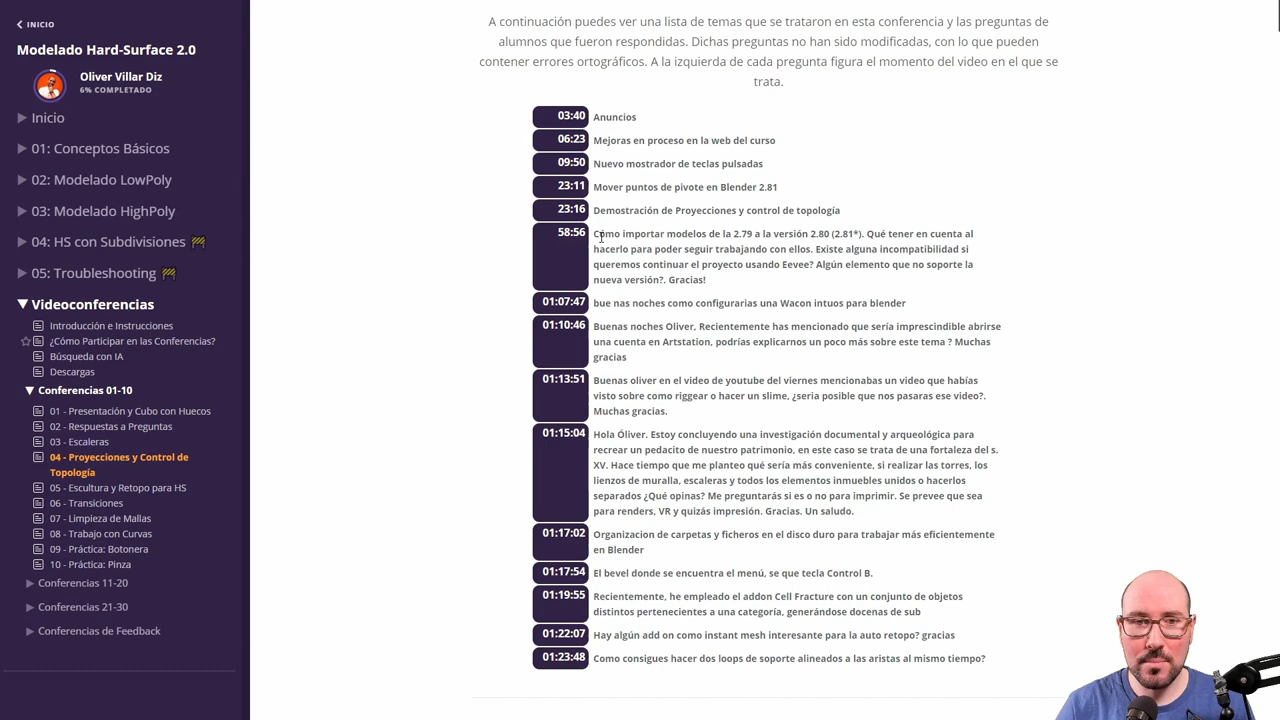 INICIO
Modelado Hard-Surface 2.0
Oliver Villar Diz
6% COMPLETADO
Inicio
01: Conceptos Básicos
02: Modelado LowPoly
03: Modelado HighPoly
04: HS con Subdivisiones
05: Troubleshooting
Videoconferencias
Introducción e Instrucciones
¿Cómo Participar en las Conferencias?
Búsqueda con IA
Descargas
Conferencias 01-10
01 - Presentación y Cubo con Huecos
02 - Respuestas a Preguntas
03 - Escaleras
04 - Proyecciones y Control de
Topología
05 - Escultura y Retopo para HS
06 - Transiciones
07 - Limpieza de Mallas
08 - Trabajo con Curvas
09 - Práctica: Botonera
10 - Práctica: Pinza
Conferencias 11-20
Conferencias 21-30
Conferencias de Feedback
A continuación puedes ver una lista de temas que se trataron en esta conferencia y las preguntas de
alumnos que fueron respondidas. Dichas preguntas no han sido modificadas, con lo que pueden
contener errores ortográficos. A la izquierda de cada pregunta figura el momento del video en el que se
trata.
03:40 Anuncios
06:23 Mejoras en proceso en la web del curso
09:50 Nuevo mostrador de teclas pulsadas
23:11 Mover puntos de pivote en Blender 2.81
23:16 Demostración de Proyecciones y control de topología
58:56 Cómo importar modelos de la 2.79 a la versión 2.80 (2.81*). Qué tener en cuenta al
hacerlo para poder seguir trabajando con ellos. Existe alguna incompatibilidad si
queremos continuar el proyecto usando Eevee? Algún elemento que no soporte la
nueva versión?. Gracias!
01:07:47 bue nas noches como configurarias una Wacon intuos para blender
01:10:46 Buenas noches Oliver, Recientemente has mencionado que sería imprescindible abrirse
una cuenta en Artstation, podrías explicarnos un poco más sobre este tema ? Muchas
gracias
01:13:51 Buenas oliver en el video de youtube del viernes mencionabas un video que habías
visto sobre como riggear o hacer un slime, ¿seria posible que nos pasaras ese video?.
Muchas gracias.
01:15:04 Hola Óliver. Estoy concluyendo una investigación documental y arqueológica para
recrear un pedacito de nuestro patrimonio, en este caso se trata de una fortaleza del s.
XV. Hace tiempo que me planteo qué sería más conveniente, si realizar las torres, los
lienzos de muralla, escaleras y todos los elementos inmuebles unidos o hacerlos
separados ¿Qué opinas? Me preguntarás si es o no para imprimir. Se prevee que sea
para renders, VR y quizás impresión. Gracias. Un saludo.
01:17:02 Organizacion de carpetas y ficheros en el disco duro para trabajar más eficientemente
en Blender
01:17:54 El bevel donde se encuentra el menú, se que tecla Control B.
01:19:55 Recientemente, he empleado el addon Cell Fracture con un conjunto de objetos
distintos pertenecientes a una categoría, generándose docenas de sub
01:22:07 Hay algún add on como instant mesh interesante para la auto retopo? gracias
01:23:48 Como consigues hacer dos loops de soporte alineados a las aristas al mismo tiempo?